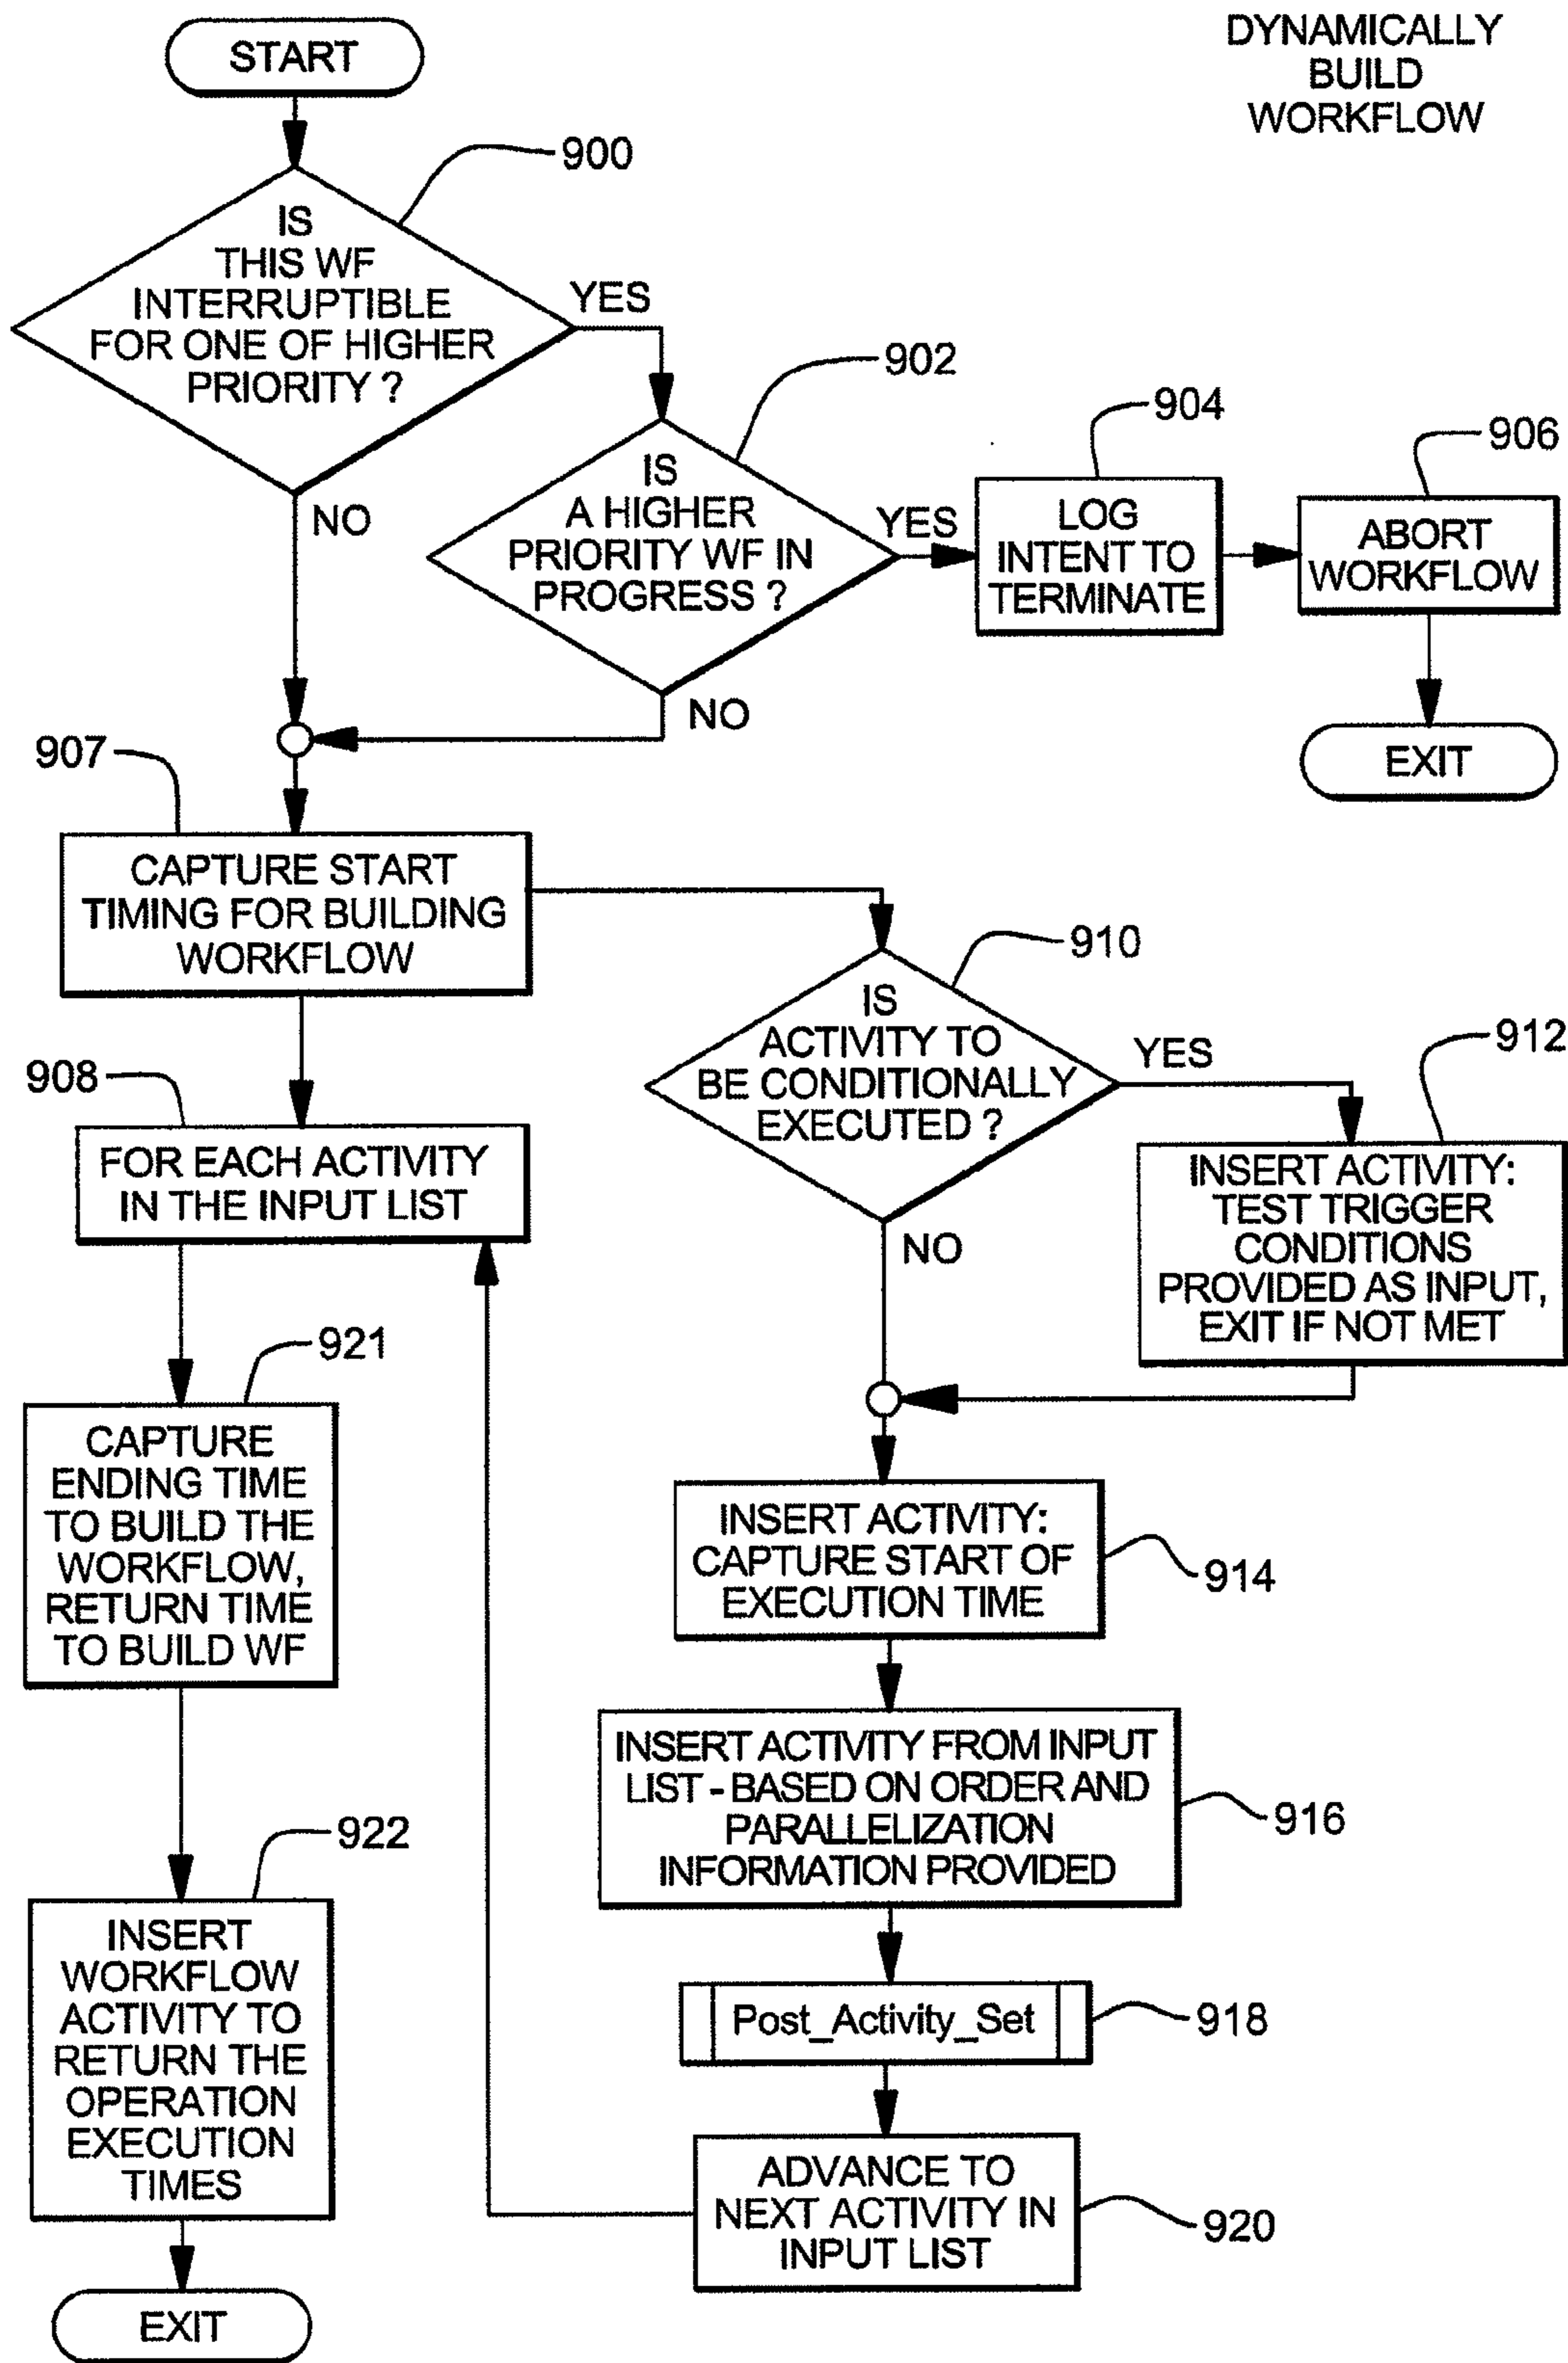 DYNAMICALLY
BUILD
WORKFLOW
START
900
IS
THIS WF
INTERRUPTIBLE
FOR ONE OF HIGHER
PRIORITY ?
YES
NO
902
IS
A HIGHER
PRIORITY WF IN
PROGRESS ?
YES
NO
904
LOG
INTENT TO
TERMINATE
906
ABORT
WORKFLOW
EXIT
907
CAPTURE START
TIMING FOR BUILDING
WORKFLOW
908
FOR EACH ACTIVITY
IN THE INPUT LIST
910
IS
ACTIVITY TO
BE CONDITIONALLY
EXECUTED ?
YES
NO
912
INSERT ACTIVITY:
TEST TRIGGER
CONDITIONS
PROVIDED AS INPUT,
EXIT IF NOT MET
INSERT ACTIVITY:
CAPTURE START OF
EXECUTION TIME
914
INSERT ACTIVITY FROM INPUT
LIST - BASED ON ORDER AND
PARALLELIZATION
INFORMATION PROVIDED
916
Post_Activity_Set
918
ADVANCE TO
NEXT ACTIVITY IN
INPUT LIST
920
921
CAPTURE
ENDING TIME
TO BUILD THE
WORKFLOW,
RETURN TIME
TO BUILD WF
922
INSERT
WORKFLOW
ACTIVITY TO
RETURN THE
OPERATION
EXECUTION
TIMES
EXIT